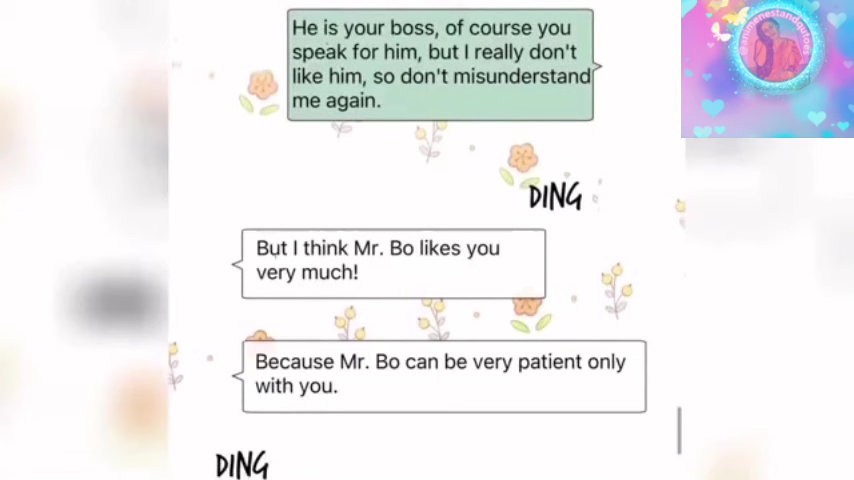 He is your boss, of course you
speak for him, but I really don't
like him, so don't misunderstand
me again.
DING
But I think Mr. Bo likes you
very much!
Because Mr. Bo can be very patient only
with you.
DING
@animenestandqutoes